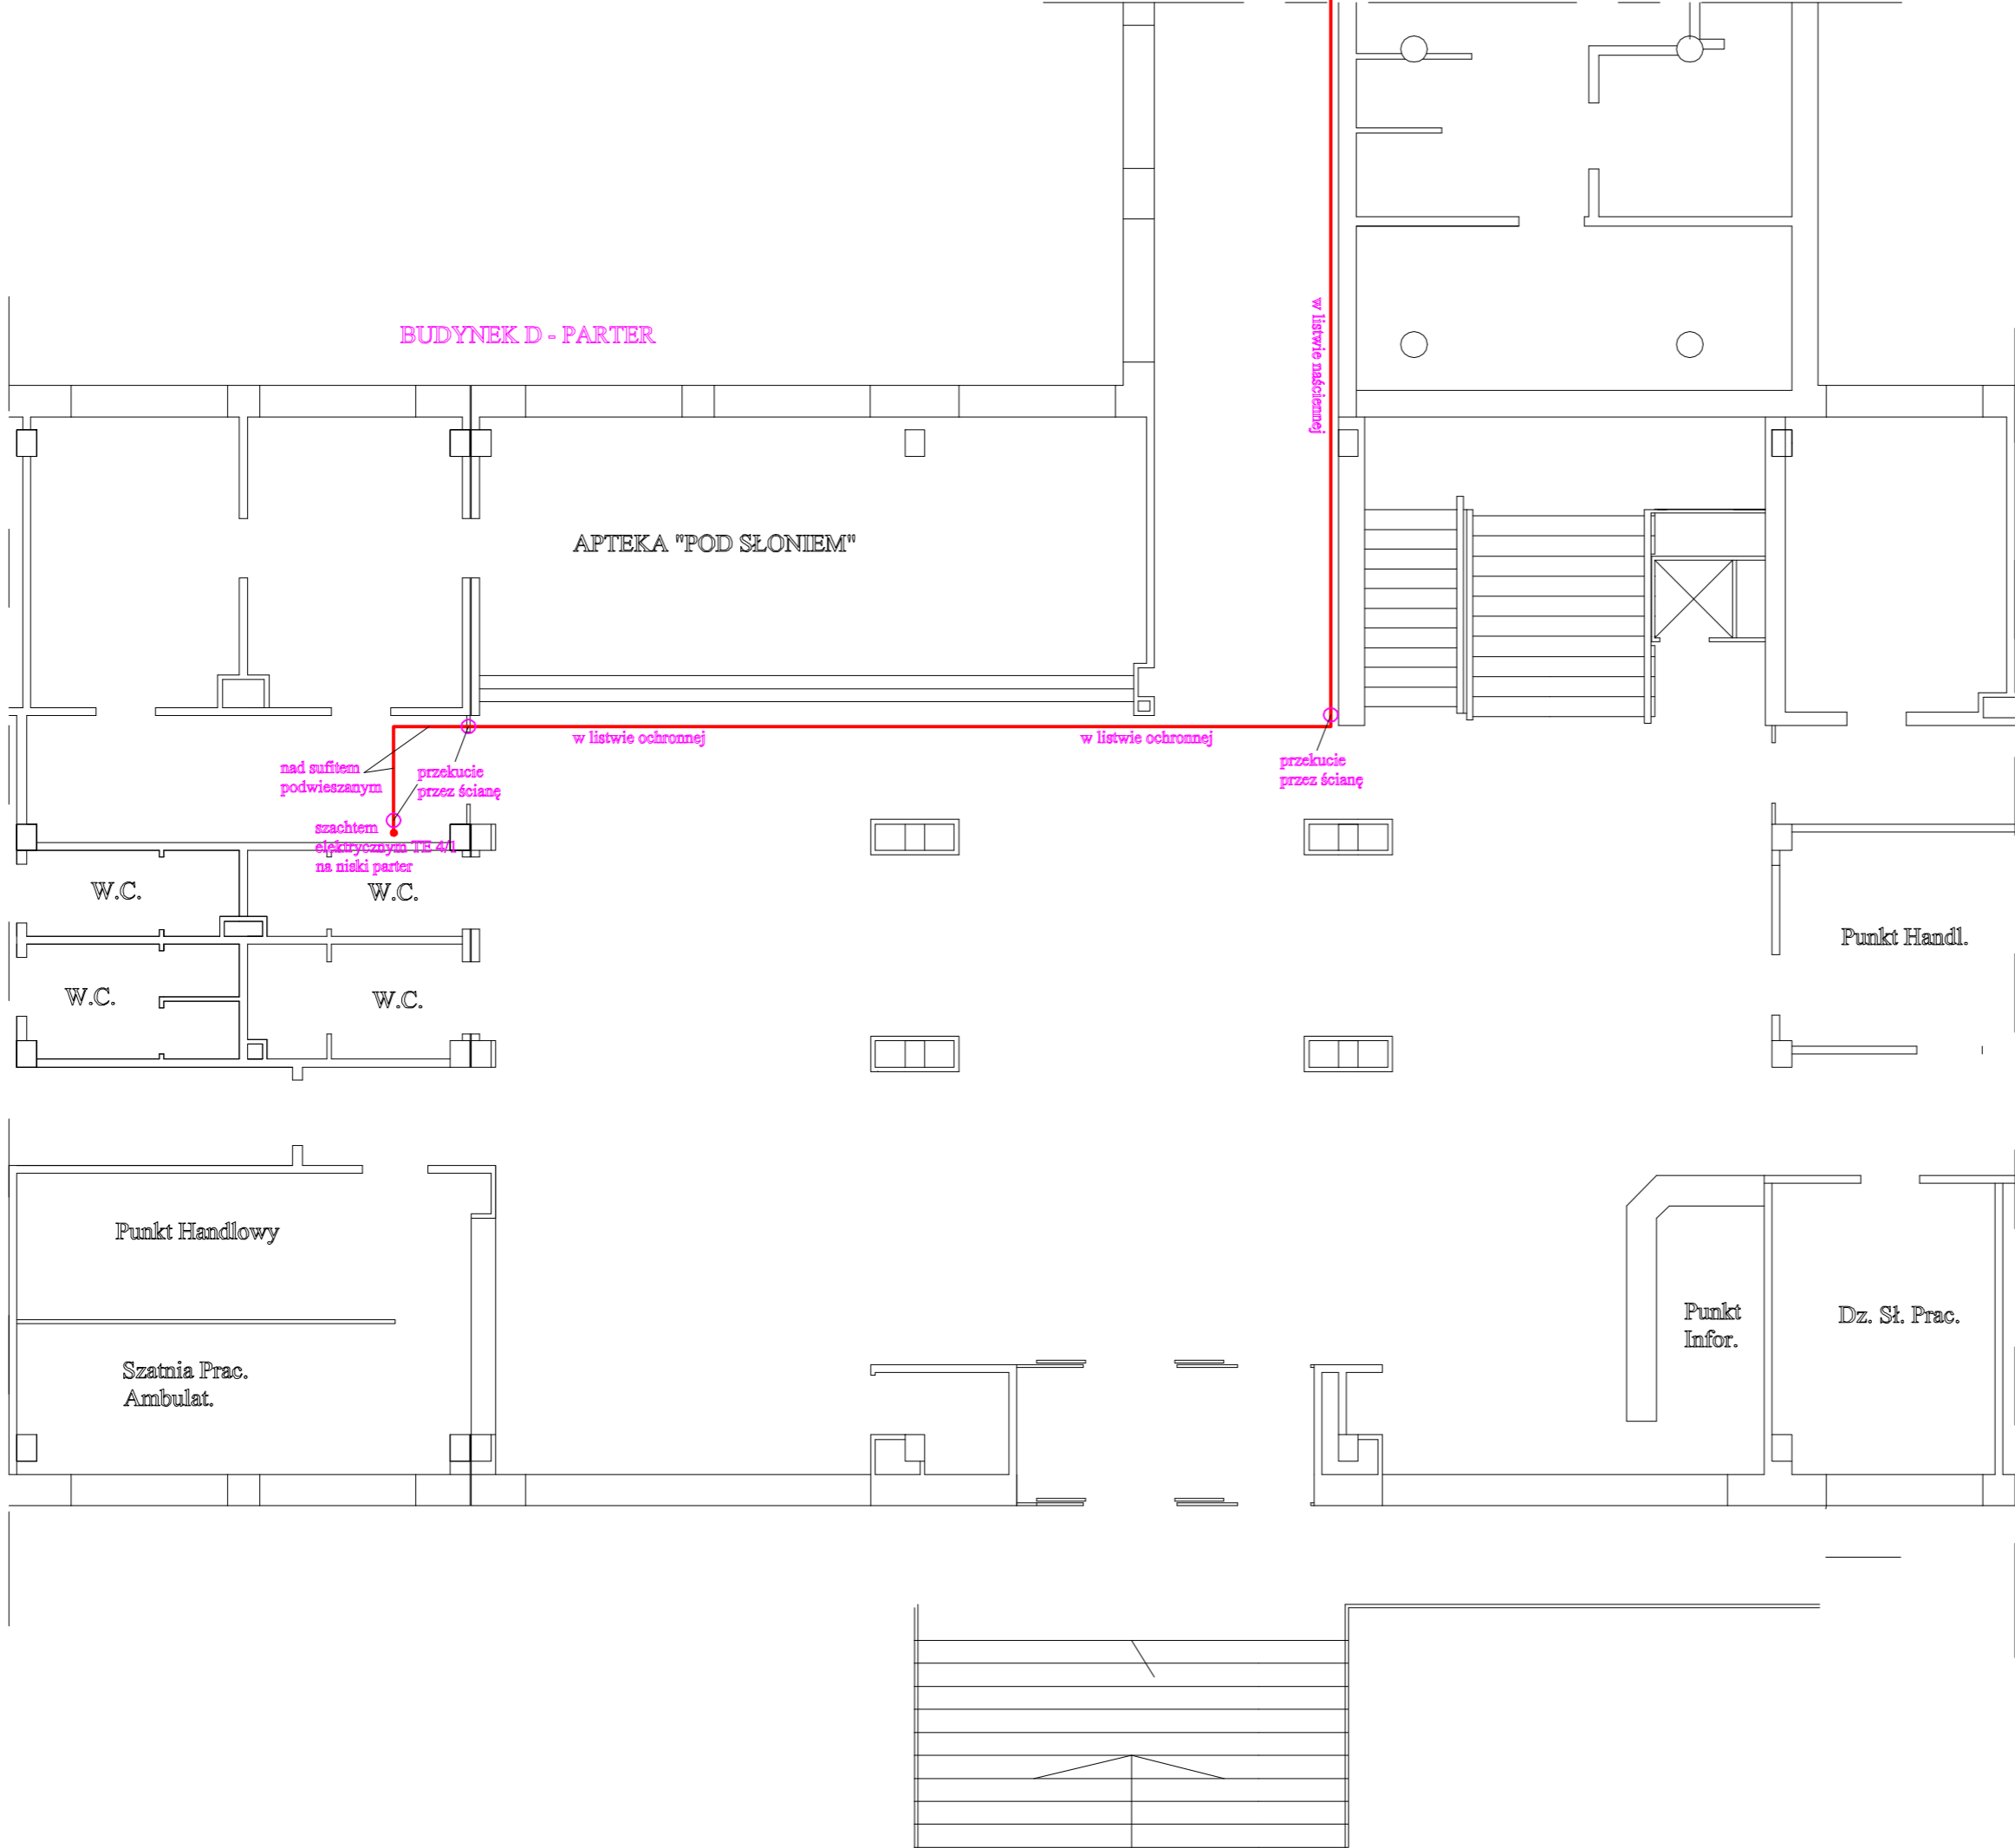 w listwie naściennej
BUDYNEK D - PARTER
APTEKA "POD SŁONIEM"
w listwie ochronnej
w listwie ochronnej
nad sufitem
podwieszanym
przekucie
przez ścianę
przekucie
przez ścianę
szachtem
elektrycznym TE 4/1
na niski parter
W.C.
W.C.
Punkt Handl.
W.C.
W.C.
Punkt Handlowy
Punkt
Infor.
Dz. Sł. Prac.
Szatnia Prac.
Ambulat.